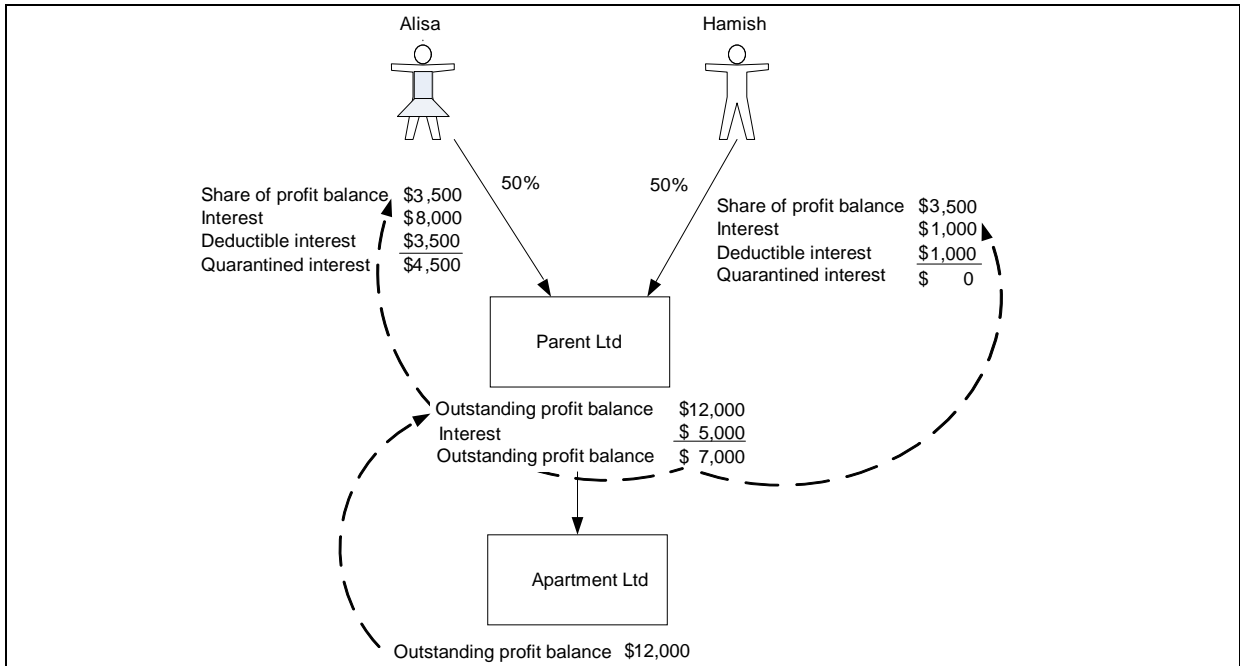 Alisa
Hamish
50%
50%
Share of profit balance $3,500
Interest $8,000
Deductible interest $3,500
Quarantined interest $4,500
Share of profit balance $3,500
Interest $1,000
Deductible interest $1,000
Quarantined interest $ 0
Parent Ltd
Outstanding profit balance $12,000
Interest $ 5,000
Outstanding profit balance $ 7,000
Apartment Ltd
Outstanding profit balance $12,000